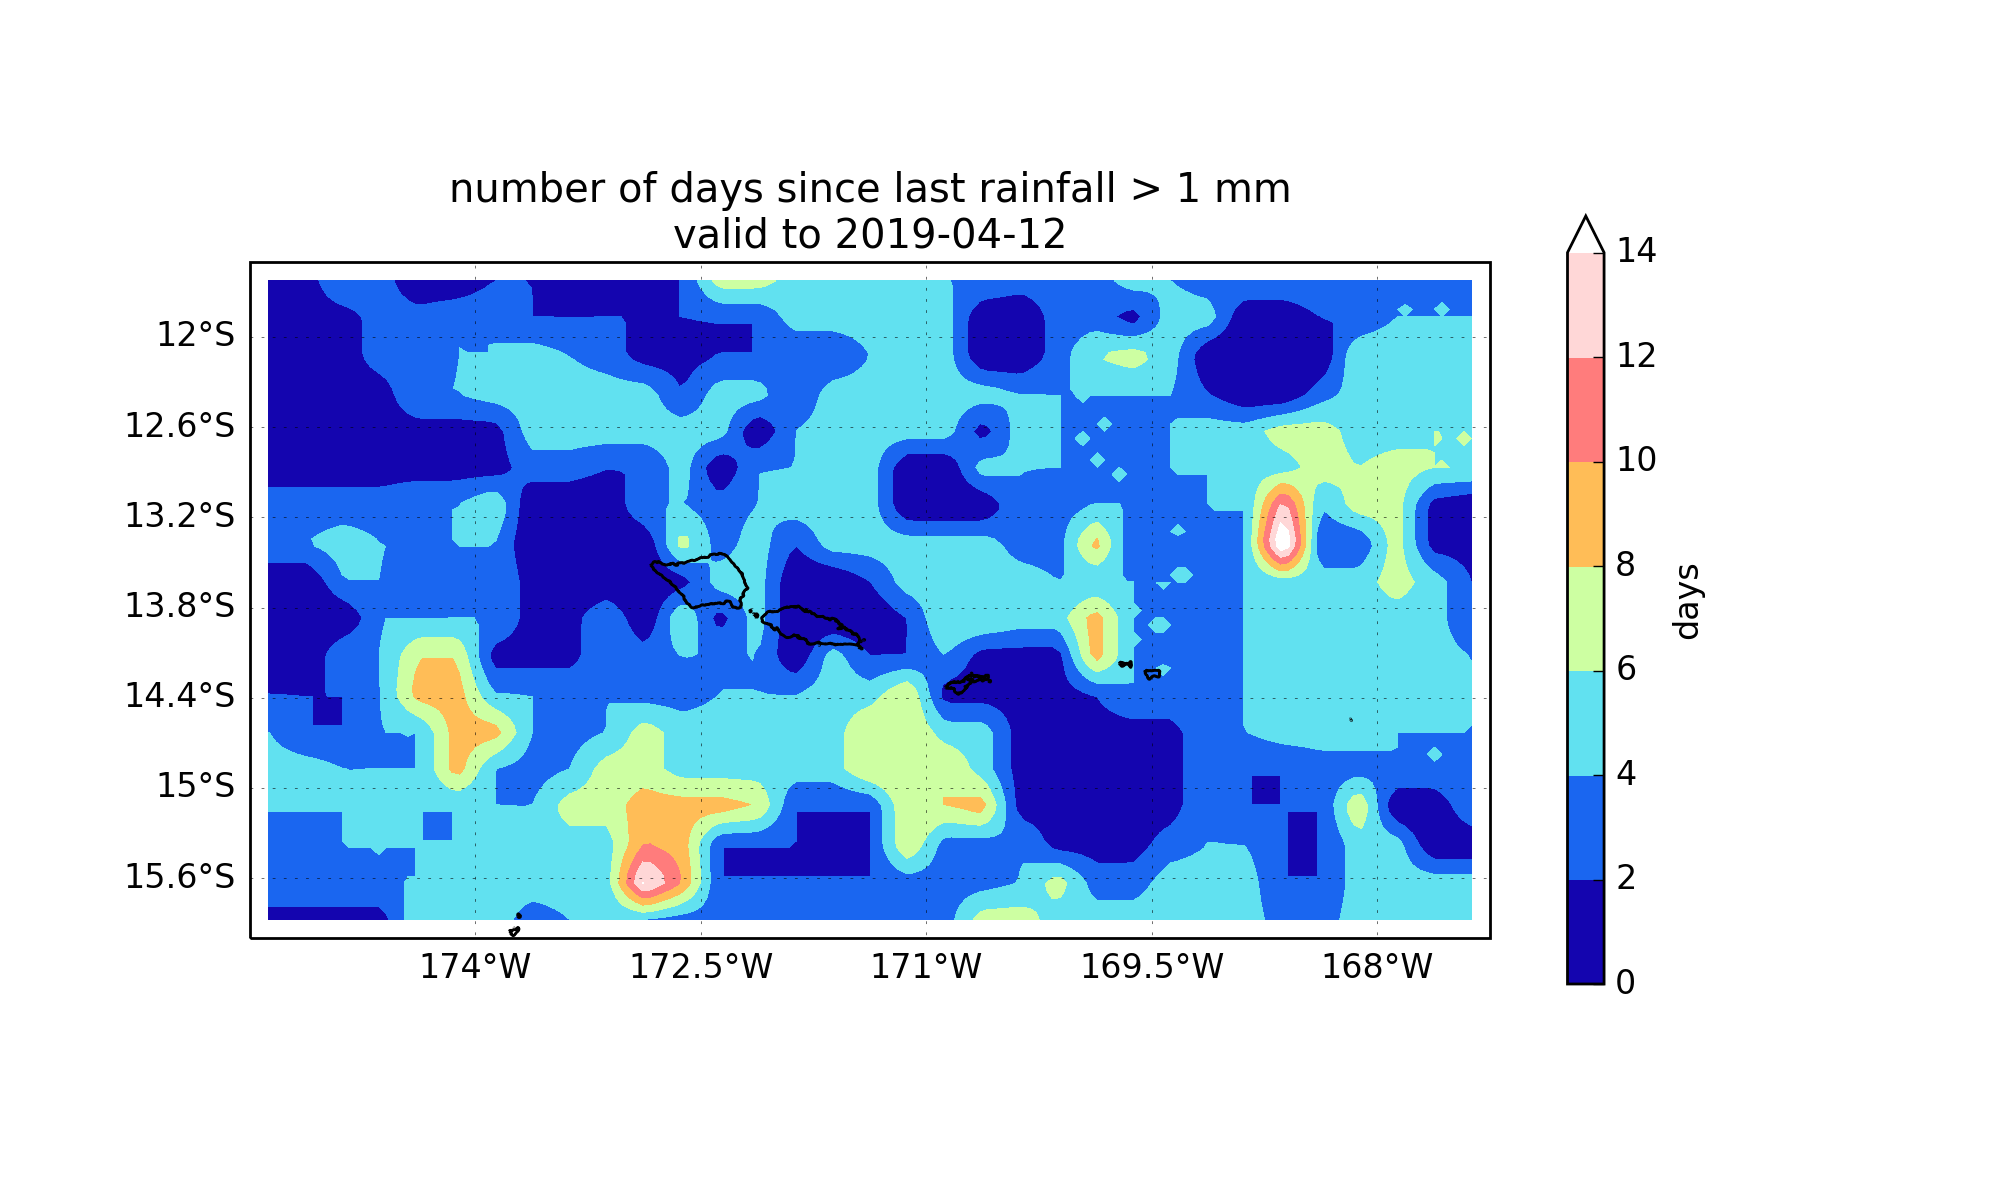 number of days since last rainfall > 1 mm
valid to 2019-04-12
12°S
12.6°S
13.2°S
13.8°S
14.4°S
15°S
15.6°S
174°W
172.5°W
171°W
169.5°W
168°W
14
12
10
8
6
4
2
0
days